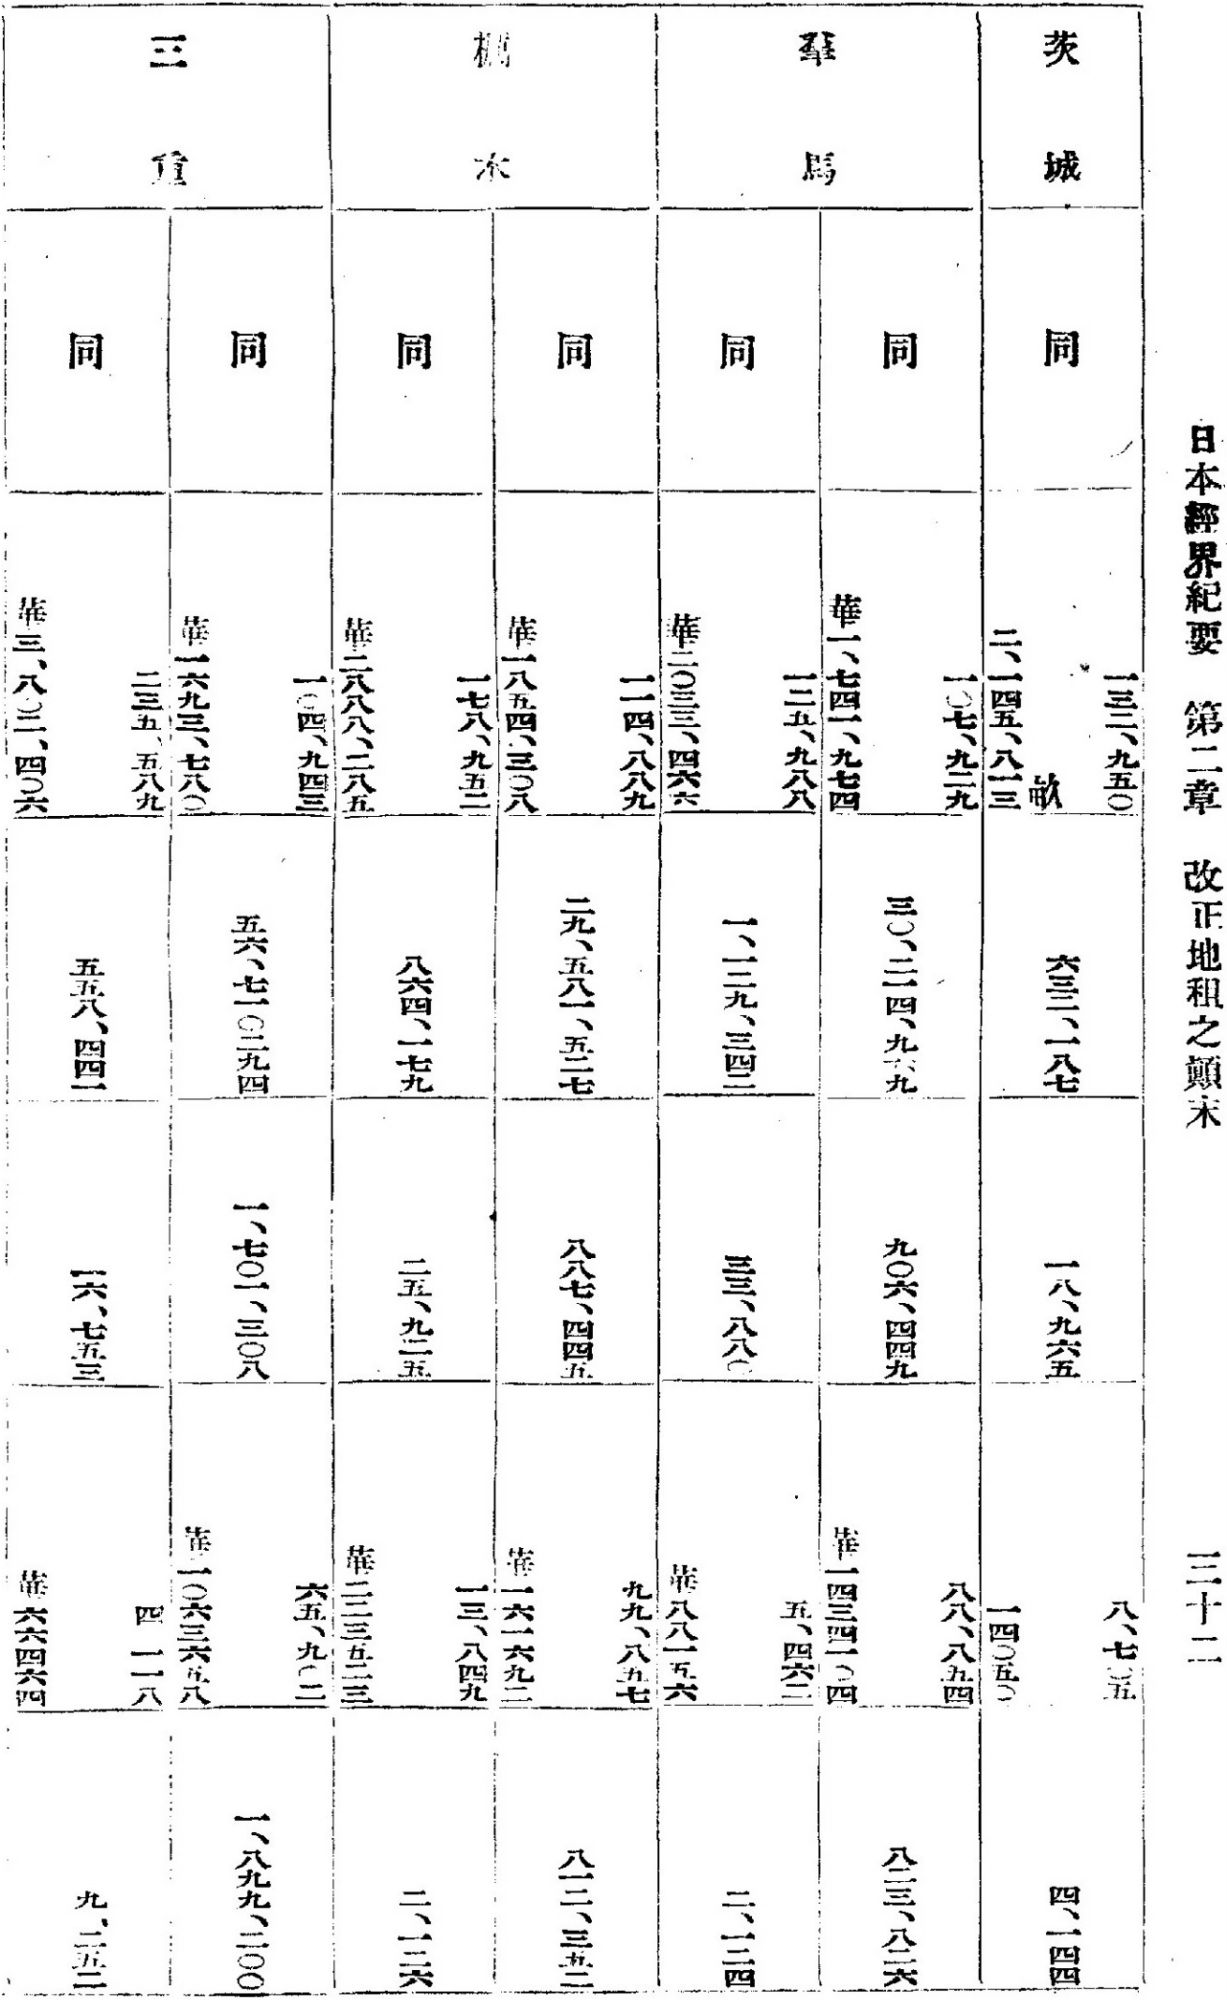 日本經界紀要 第二章 改正地租之顚末 三十二
茨城
同
一三二、九五〇
二、一四五、八一三
畝
六三二、一八七
一八、九六五
八、七〇五
一四〇五〇
四、一四四
羣馬
同
一〇七、九二九
華一、七四一、九七四
三〇、二一四、九六九
九〇六、四四九
八八、八五四
華一四三四一〇四
八二三、八二六
同
一二五、九八八
華二〇三三、四六六
一、一二九、三四二
三三、八八〇
五、四六二
華八八一五六
二、一二四
栃木
同
一一四、八八九
華一八五四、三〇八
二九、五八一、五二七
八八七、四四五
九九、八五七
華一六一六九二
八一二、三五二
同
一七八、九五二
華二八八八、二八五
八六四、一七九
二五、九二五
一三、八四九
華二二三五二三
二、一二六
三重
同
一〇四、九四三
華一六九三、七八〇
五六、七一〇二九四
一、七〇一、三〇八
六五、九〇二
華一〇六三六五八
一、八九九、二〇〇
同
二三五、五八九
華三、八〇二、四〇六
五五八、四四一
一六、七五三
四一一八
華六六四六四
九、二五二